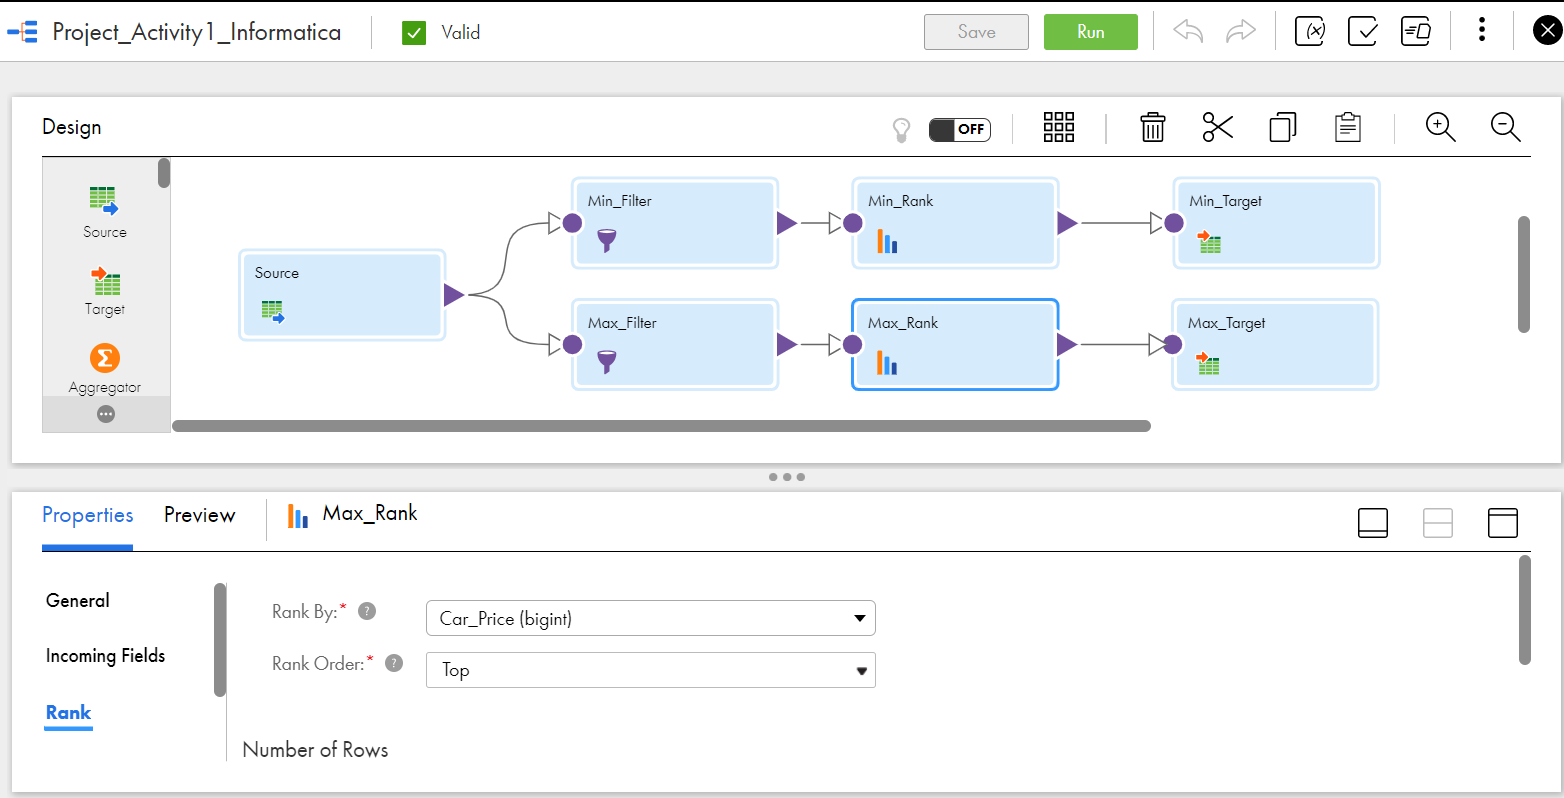 Project_Activity1_Informatica
Valid
Save
Run
Design
OFF
Source
Target
Aggregator
Source
Min_Filter
Min_Rank
Min_Target
Max_Filter
Max_Rank
Max_Target
Properties
Preview
Max_Rank
General
Incoming Fields
Rank
Rank By:* ?
Car_Price (bigint)
Rank Order:* ?
Top
Number of Rows